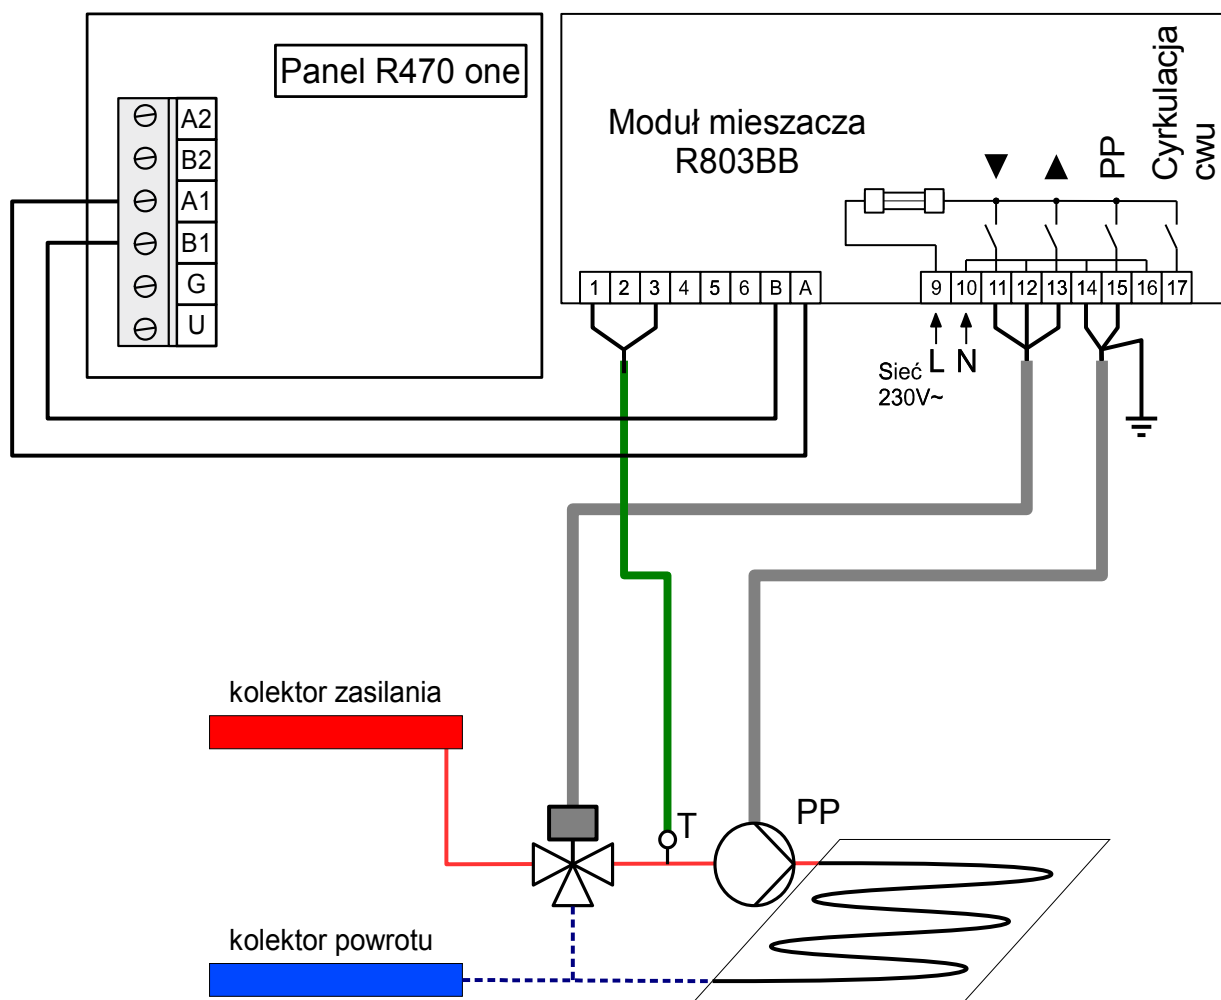 Panel R470 one
A2
B2
A1
B1
G
U
Moduł mieszacza
R803BB
▼ ▲ PP Cyrkulacja
cwu
1 2 3 4 5 6 B A
9 10 11 12 13 14 15 16 17
L N
Sieć
230V~
kolektor zasilania
T
PP
kolektor powrotu